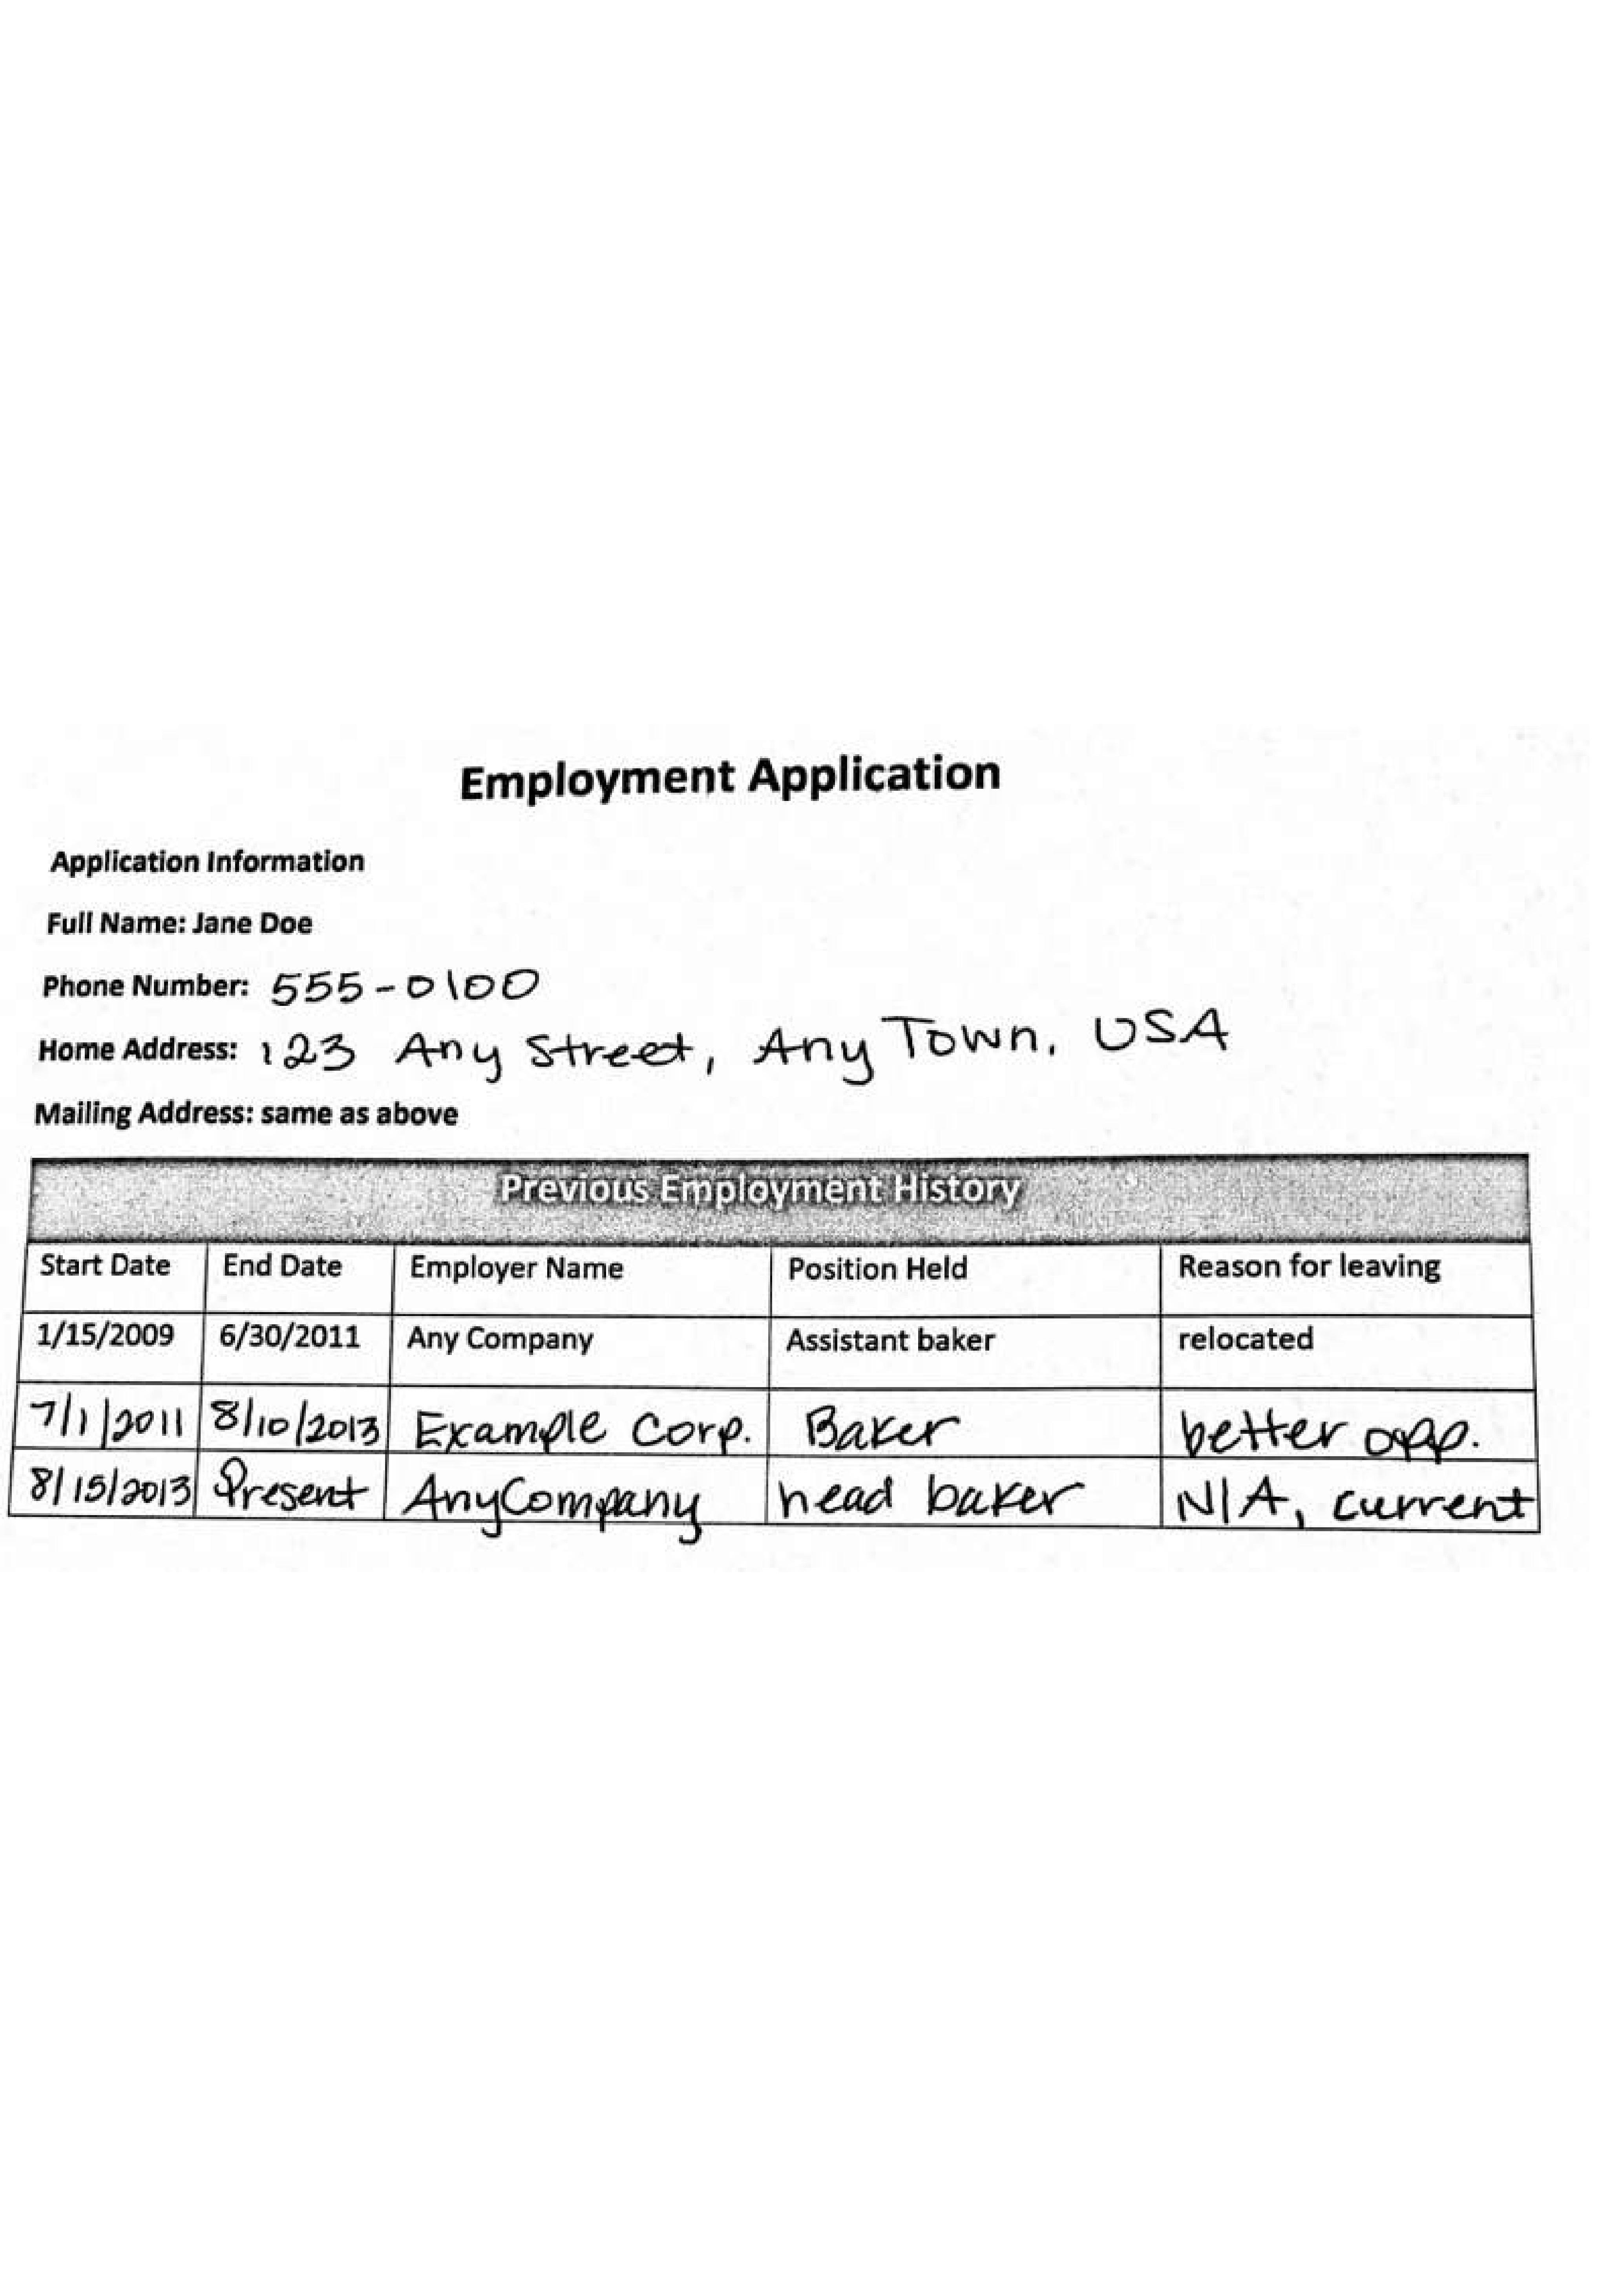 Employment Application
Application Information
Full Name: Jane Doe
Phone Number: 555-0100
Home Address: 123 Any Street, Any Town, USA
Mailing Address: same as above
Previous Employment History
Start Date End Date Employer Name Position Held Reason for leaving
1/15/2009 6/30/2011 Any Company Assistant baker relocated
7/1/2011 8/10/2013 Example Corp. Baker better opp.
8/15/2013 Present AnyCompany head baker N/A, current